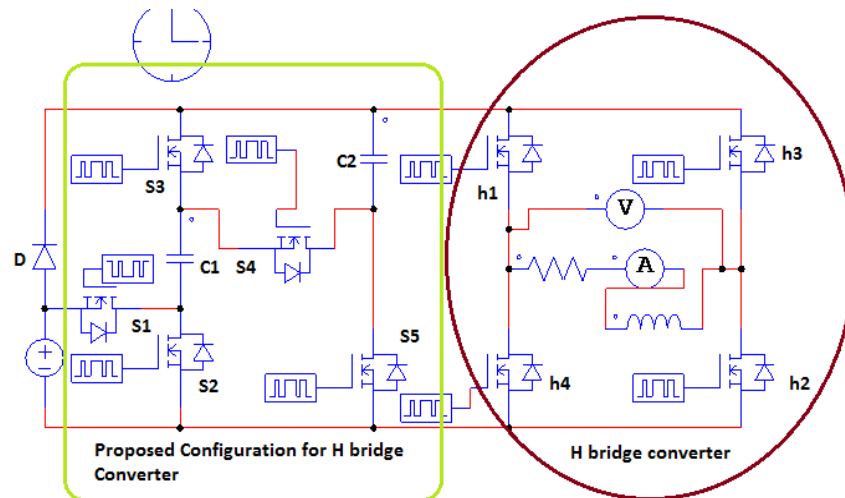 S3
C2
h1
h3
V
D
C1
S4
A
S1
S2
S5
h4
h2
Proposed Configuration for H bridge
Converter
H bridge converter